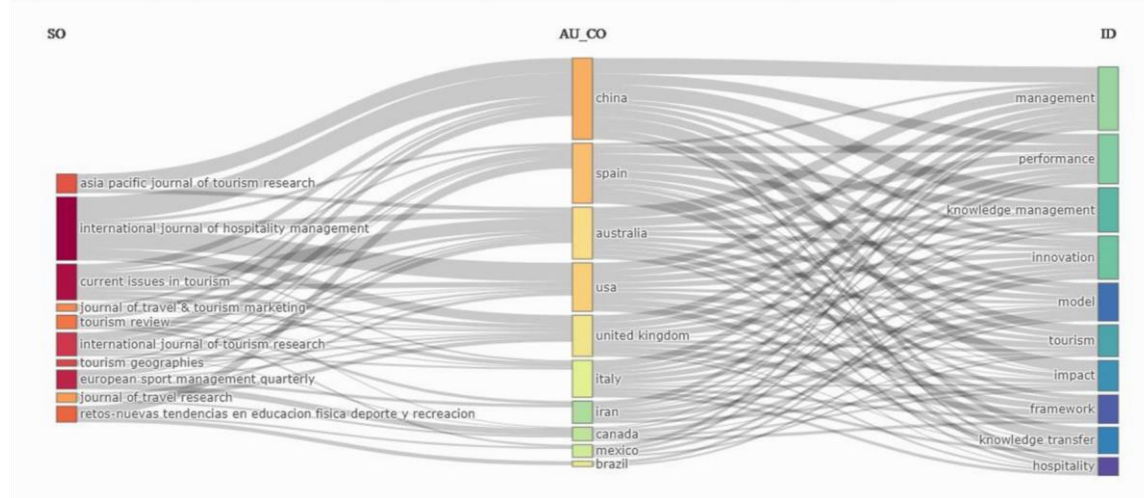 SO
AU_CO
ID
asia pacific journal of tourism research
international journal of hospitality management
current issues in tourism
journal of travel & tourism marketing
tourism review
international journal of tourism research
tourism geographies
european sport management quarterly
journal of travel research
retos-nuevas tendencias en educacion fisica deporte y recreacion
china
spain
australia
usa
united kingdom
italy
iran
canada
mexico
brazil
management
performance
knowledge management
innovation
model
tourism
impact
framework
knowledge transfer
hospitality